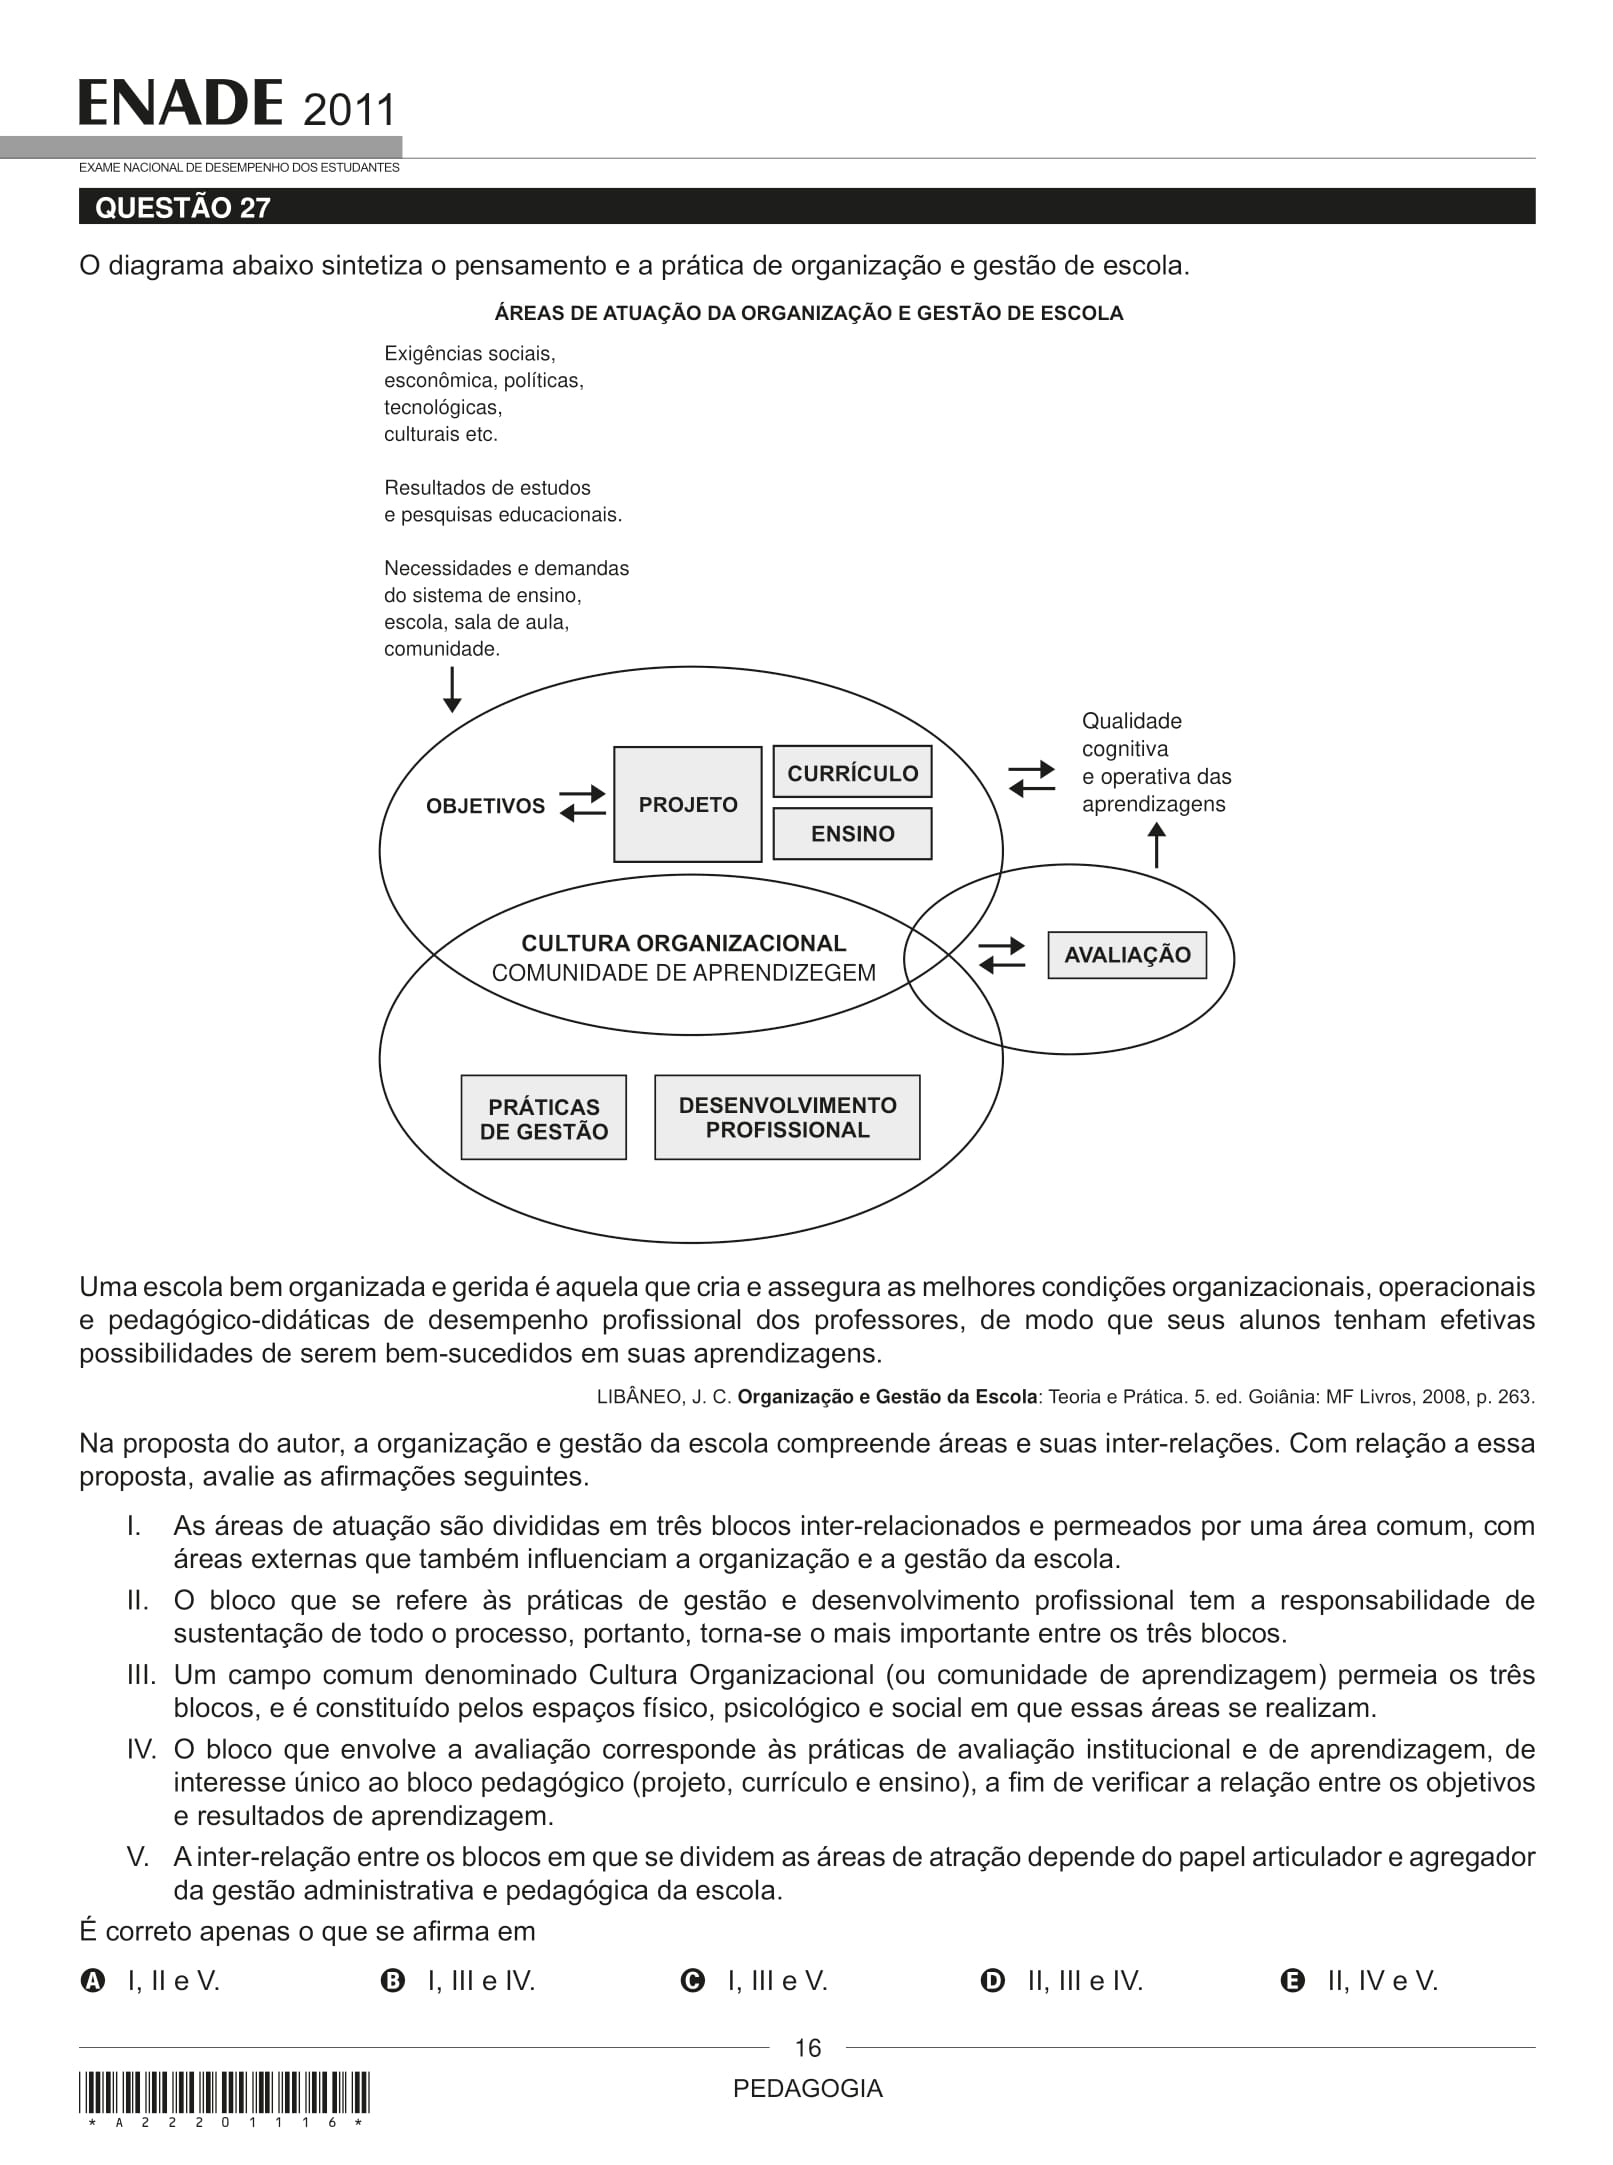 ENADE 2011
EXAME NACIONAL DE DESEMPENHO DOS ESTUDANTES
QUESTÃO 27
O diagrama abaixo sintetiza o pensamento e a prática de organização e gestão de escola.
ÁREAS DE ATUAÇÃO DA ORGANIZAÇÃO E GESTÃO DE ESCOLA
Exigências sociais,
esconômica, políticas,
tecnológicas,
culturais etc.
Resultados de estudos
e pesquisas educacionais.
Necessidades e demandas
do sistema de ensino,
escola, sala de aula,
comunidade.
Qualidade
cognitiva
e operativa das
aprendizagens
OBJETIVOS
PROJETO
CURRÍCULO
ENSINO
CULTURA ORGANIZACIONAL
COMUNIDADE DE APRENDIZEGEM
AVALIAÇÃO
PRÁTICAS
DE GESTÃO
DESENVOLVIMENTO
PROFISSIONAL
Uma escola bem organizada e gerida é aquela que cria e assegura as melhores condições organizacionais, operacionais
e pedagógico-didáticas de desempenho profissional dos professores, de modo que seus alunos tenham efetivas
possibilidades de serem bem-sucedidos em suas aprendizagens.
LIBÂNEO, J. C. Organização e Gestão da Escola: Teoria e Prática. 5. ed. Goiânia: MF Livros, 2008, p. 263.
Na proposta do autor, a organização e gestão da escola compreende áreas e suas inter-relações. Com relação a essa
proposta, avalie as afirmações seguintes.
I. As áreas de atuação são divididas em três blocos inter-relacionados e permeados por uma área comum, com
áreas externas que também influenciam a organização e a gestão da escola.
II. O bloco que se refere às práticas de gestão e desenvolvimento profissional tem a responsabilidade de
sustentação de todo o processo, portanto, torna-se o mais importante entre os três blocos.
III. Um campo comum denominado Cultura Organizacional (ou comunidade de aprendizagem) permeia os três
blocos, e é constituído pelos espaços físico, psicológico e social em que essas áreas se realizam.
IV. O bloco que envolve a avaliação corresponde às práticas de avaliação institucional e de aprendizagem, de
interesse único ao bloco pedagógico (projeto, currículo e ensino), a fim de verificar a relação entre os objetivos
e resultados de aprendizagem.
V. A inter-relação entre os blocos em que se dividem as áreas de atração depende do papel articulador e agregador
da gestão administrativa e pedagógica da escola.
É correto apenas o que se afirma em
A I, II e V.
B I, III e IV.
C I, III e V.
D II, III e IV.
E II, IV e V.
16
PEDAGOGIA
* A 2 2 2 0 1 1 1 6 *